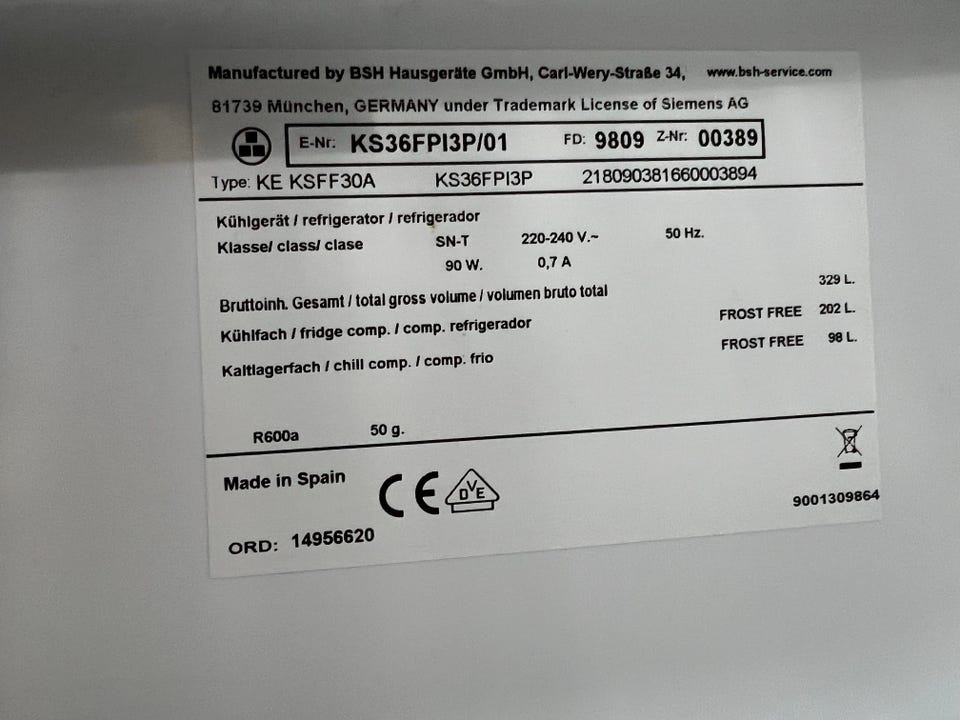 Manufactured by BSH Hausgeräte GmbH, Carl-Wery-Straße 34, www.bsh-service.com
81739 München, GERMANY under Trademark License of Siemens AG
E-Nr: KS36FPI3P/01 FD: 9809 Z-Nr: 00389
Type: KE KSFF30A KS36FPI3P 218090381660003894
Kühlgerät / refrigerator / refrigerador
Klasse/ class/ clase SN-T 220-240 V.~ 50 Hz.
90 W. 0,7 A
Bruttoinh. Gesamt / total gross volume / volumen bruto total 329 L.
Kühlfach / fridge comp. / comp. refrigerador FROST FREE 202 L.
Kaltlagerfach / chill comp. / comp. frio FROST FREE 98 L.
R600a 50 g.
Made in Spain CE DVE
9001309864
ORD: 14956620